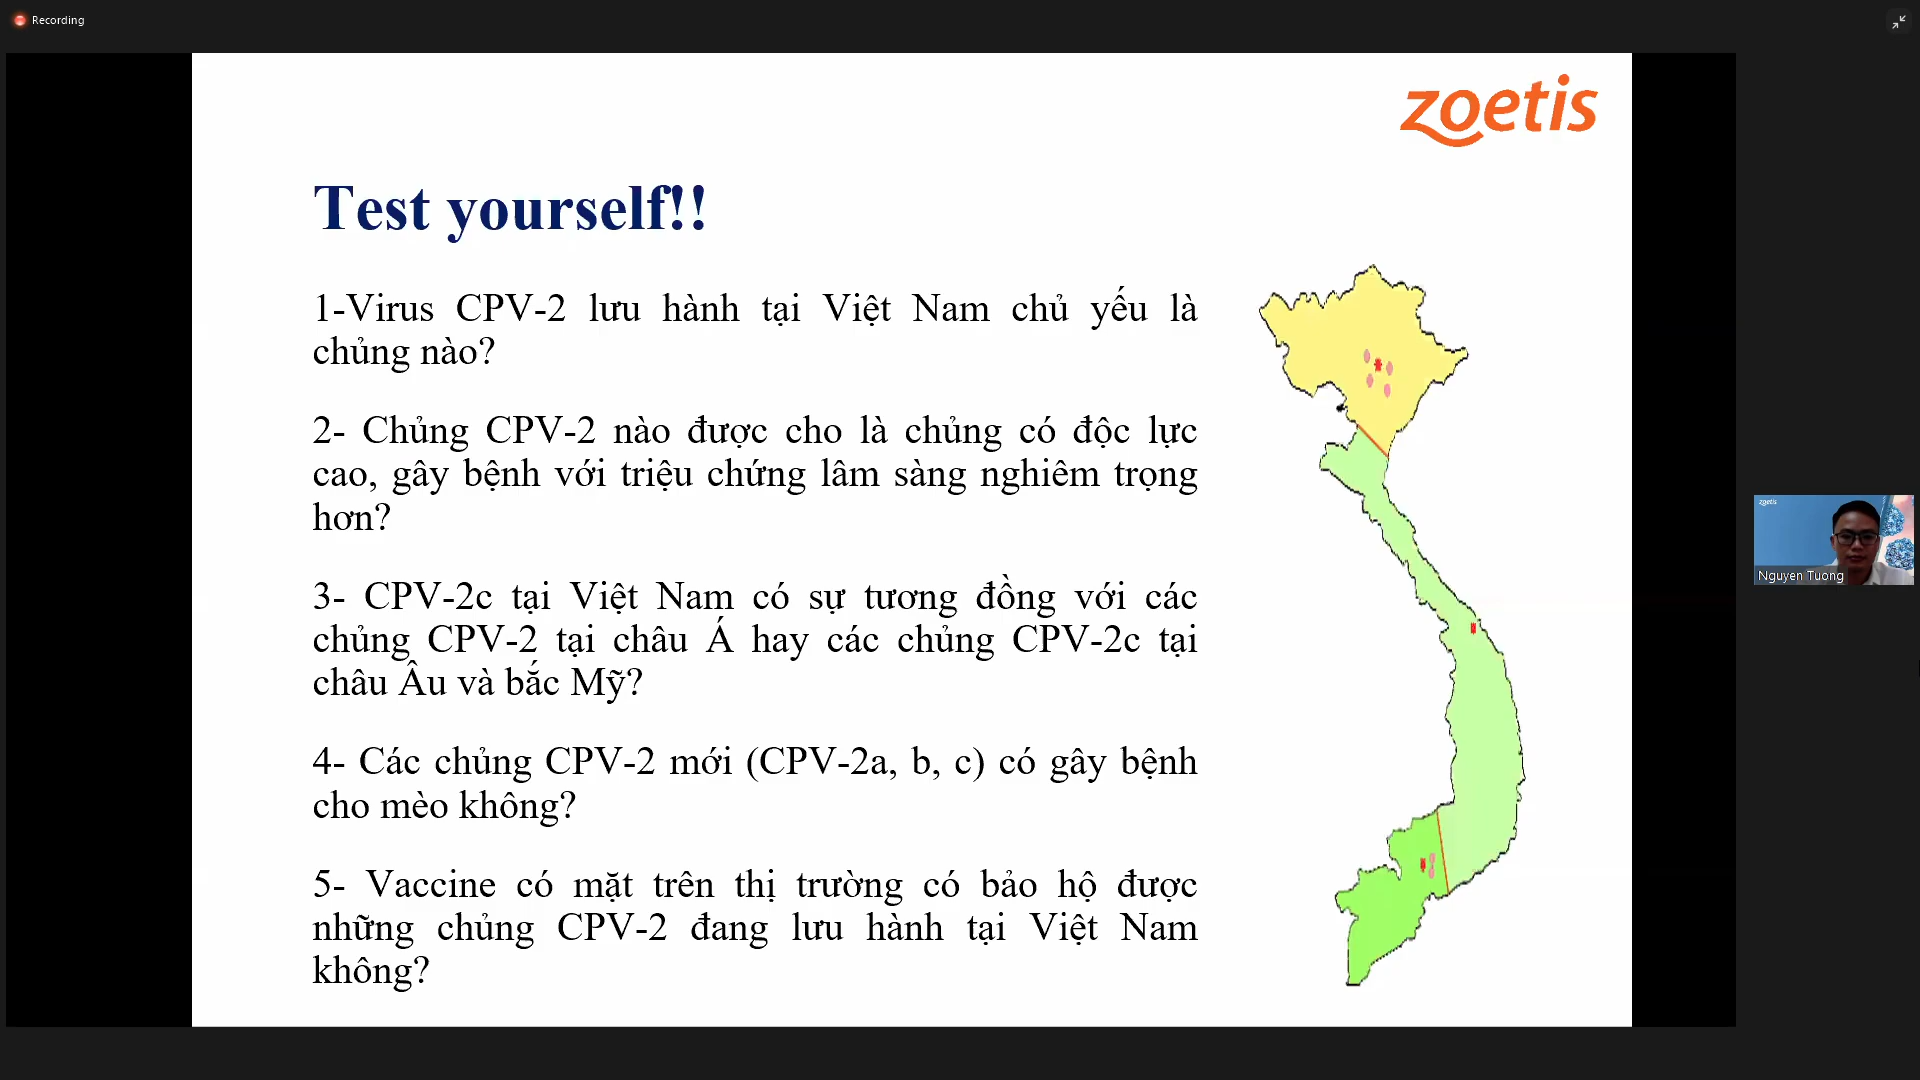 Recording
zoetis
Test yourself!!
1-Virus CPV-2 lưu hành tại Việt Nam chủ yếu là
chủng nào?
2- Chủng CPV-2 nào được cho là chủng có độc lực
cao, gây bệnh với triệu chứng lâm sàng nghiêm trọng
hơn?
3- CPV-2c tại Việt Nam có sự tương đồng với các
chủng CPV-2 tại châu Á hay các chủng CPV-2c tại
châu Âu và bắc Mỹ?
4- Các chủng CPV-2 mới (CPV-2a, b, c) có gây bệnh
cho mèo không?
5- Vaccine có mặt trên thị trường có bảo hộ được
những chủng CPV-2 đang lưu hành tại Việt Nam
không?
zoetis
Nguyen Tuong